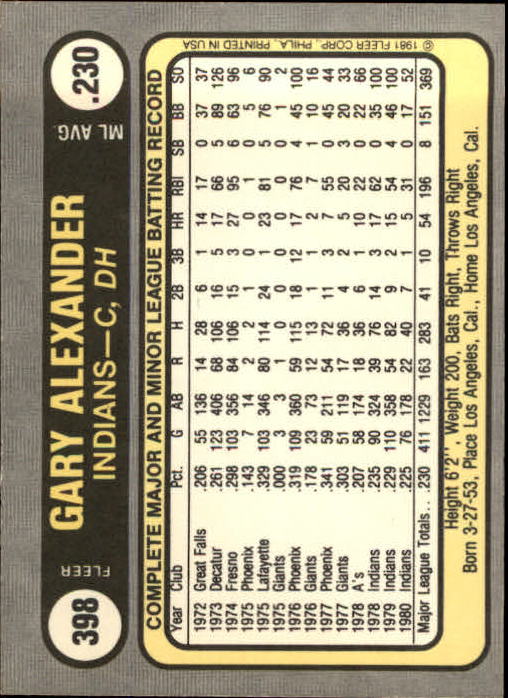 398
FLEER
GARY ALEXANDER
INDIANS—C, DH
ML AVG.
.230
COMPLETE MAJOR AND MINOR LEAGUE BATTING RECORD
Year Club Pct. G AB R H 2B 3B HR RBI SB BB SO
1972 Great Falls .206 55 136 14 28 6 1 14 17 0 37 37
1973 Decatur .261 123 406 68 106 16 5 17 66 5 89 126
1974 Fresno .298 103 356 84 106 15 3 27 95 6 63 96
1975 Phoenix .143 7 14 2 2 1 0 0 1 0 5 6
1975 Lafayette .329 103 346 80 114 24 1 23 81 5 76 90
1975 Giants .000 3 3 1 0 0 0 0 0 0 1 2
1976 Phoenix .319 109 360 59 115 18 12 17 76 4 45 100
1976 Giants .178 23 73 12 13 1 1 2 7 1 10 16
1977 Phoenix .341 59 211 54 72 11 3 7 55 0 45 44
1977 Giants .303 51 119 17 36 4 2 5 20 3 20 33
1978 A's .207 58 174 18 36 6 1 10 22 0 22 66
1978 Indians .235 90 324 39 76 14 3 17 62 0 35 100
1979 Indians .229 110 358 54 82 9 2 15 54 4 46 100
1980 Indians .225 76 178 22 40 7 1 5 31 0 17 52
Major League Totals... .230 411 1229 163 283 41 10 54 196 8 151 369
Height 6'2", Weight 200, Bats Right, Throws Right
Born 3-27-53, Place Los Angeles, Cal., Home Los Angeles, Cal.
© 1981 FLEER CORP., PHILA., PRINTED IN USA